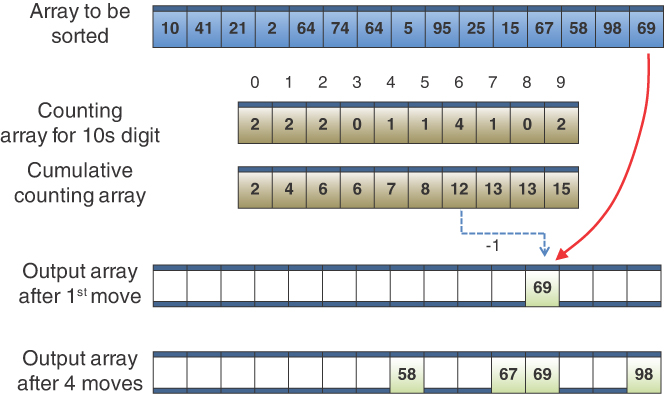 Array to be
sorted
10 41 21 2 64 74 64 5 95 25 15 67 58 98 69
0 1 2 3 4 5 6 7 8 9
Counting
array for 10s digit
2 2 2 0 1 1 4 1 0 2
Cumulative
counting array
2 4 6 6 7 8 12 13 13 15
-1
Output array
after 1st move
69
Output array
after 4 moves
58 67 69 98